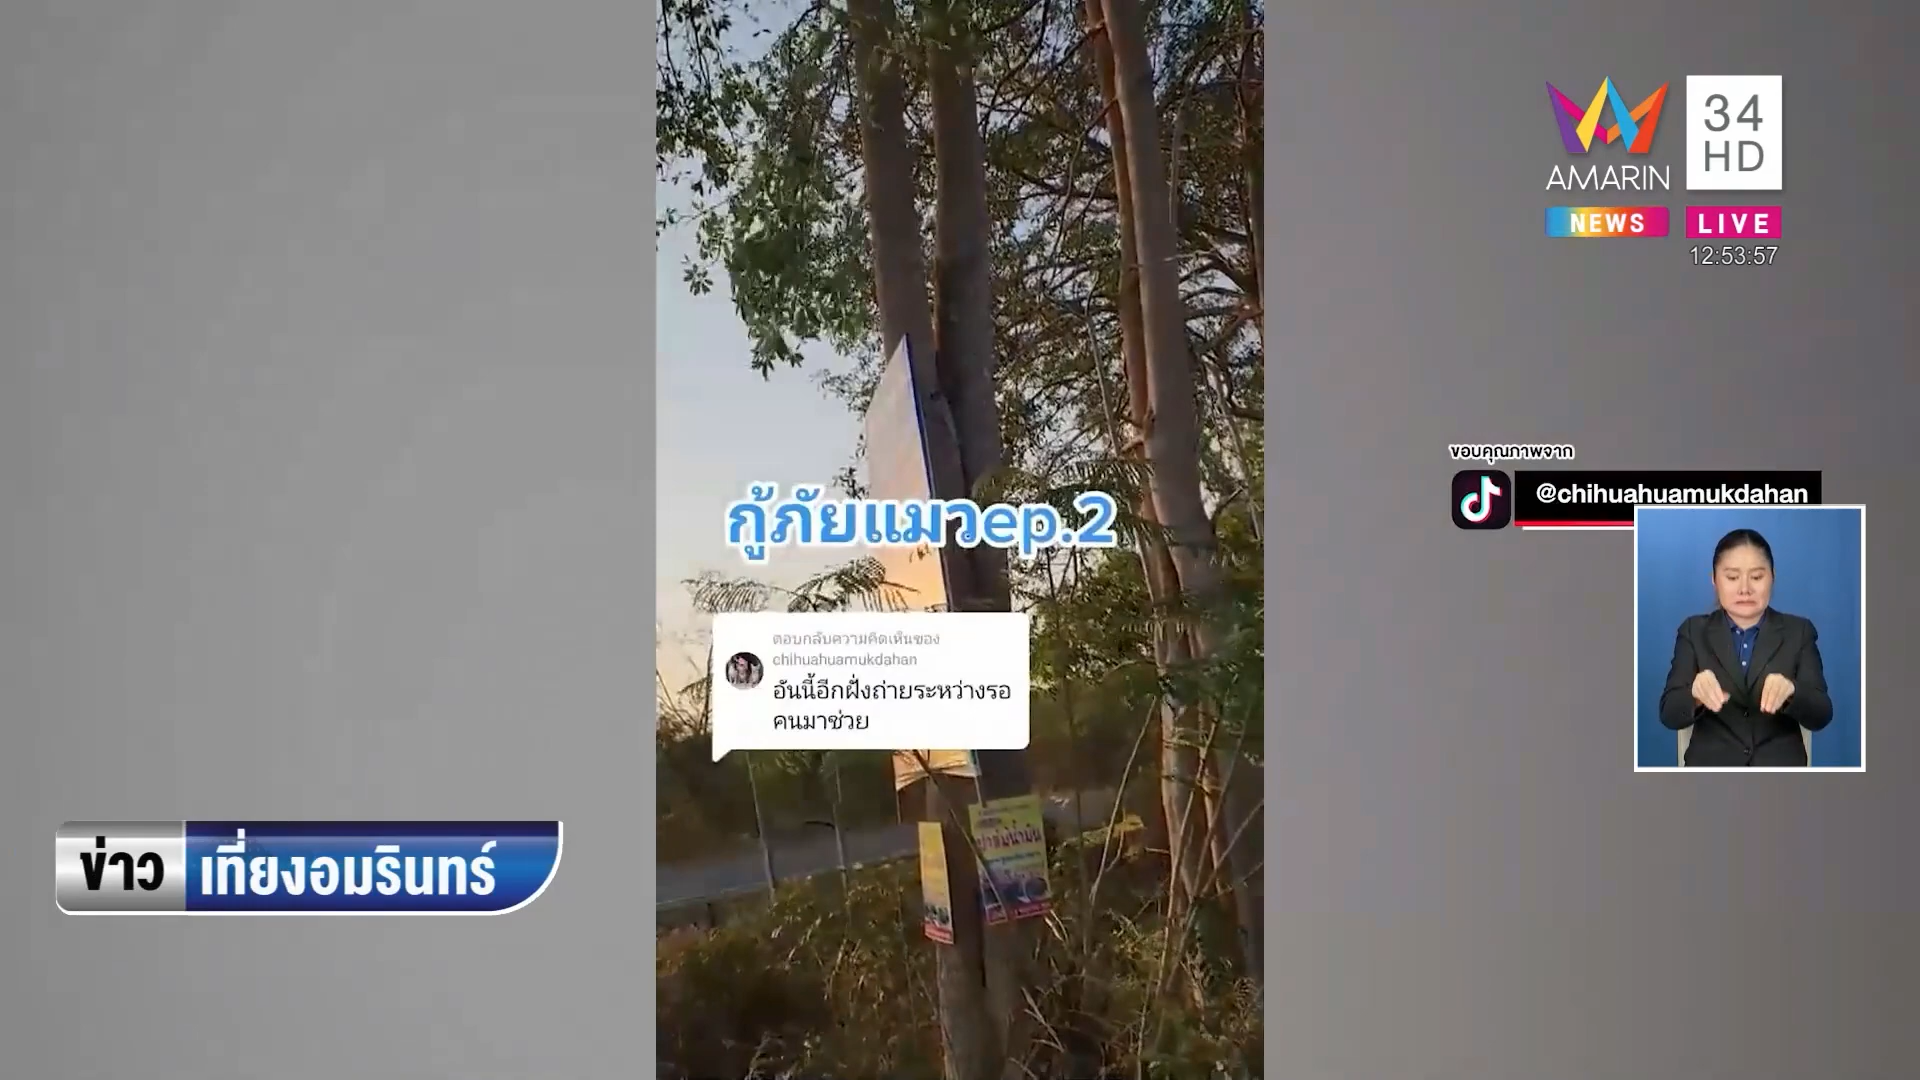 AMARIN
34
HD
NEWS
LIVE
12:53:57
ขอบคุณภาพจาก
@chihuahuamukdahan
กู้ภัยแมวep.2
ตอบกลับความคิดเห็นของ
chihuahuamukdahan
อันนี้อีกฝั่งถ่ายระหว่างรอ
คนมาช่วย
ข่าว เที่ยงอมรินทร์